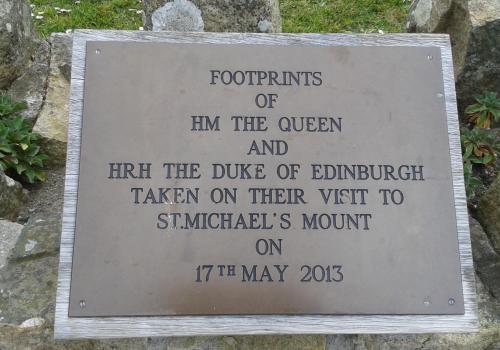 FOOTPRINTS
OF
HM THE QUEEN
AND
HR.H THE DUKE OF EDINBURGH
TAKEN ON THEIR VISIT TO
ST.MICHAEL'S MOUNT
ON
17TH MAY 2013